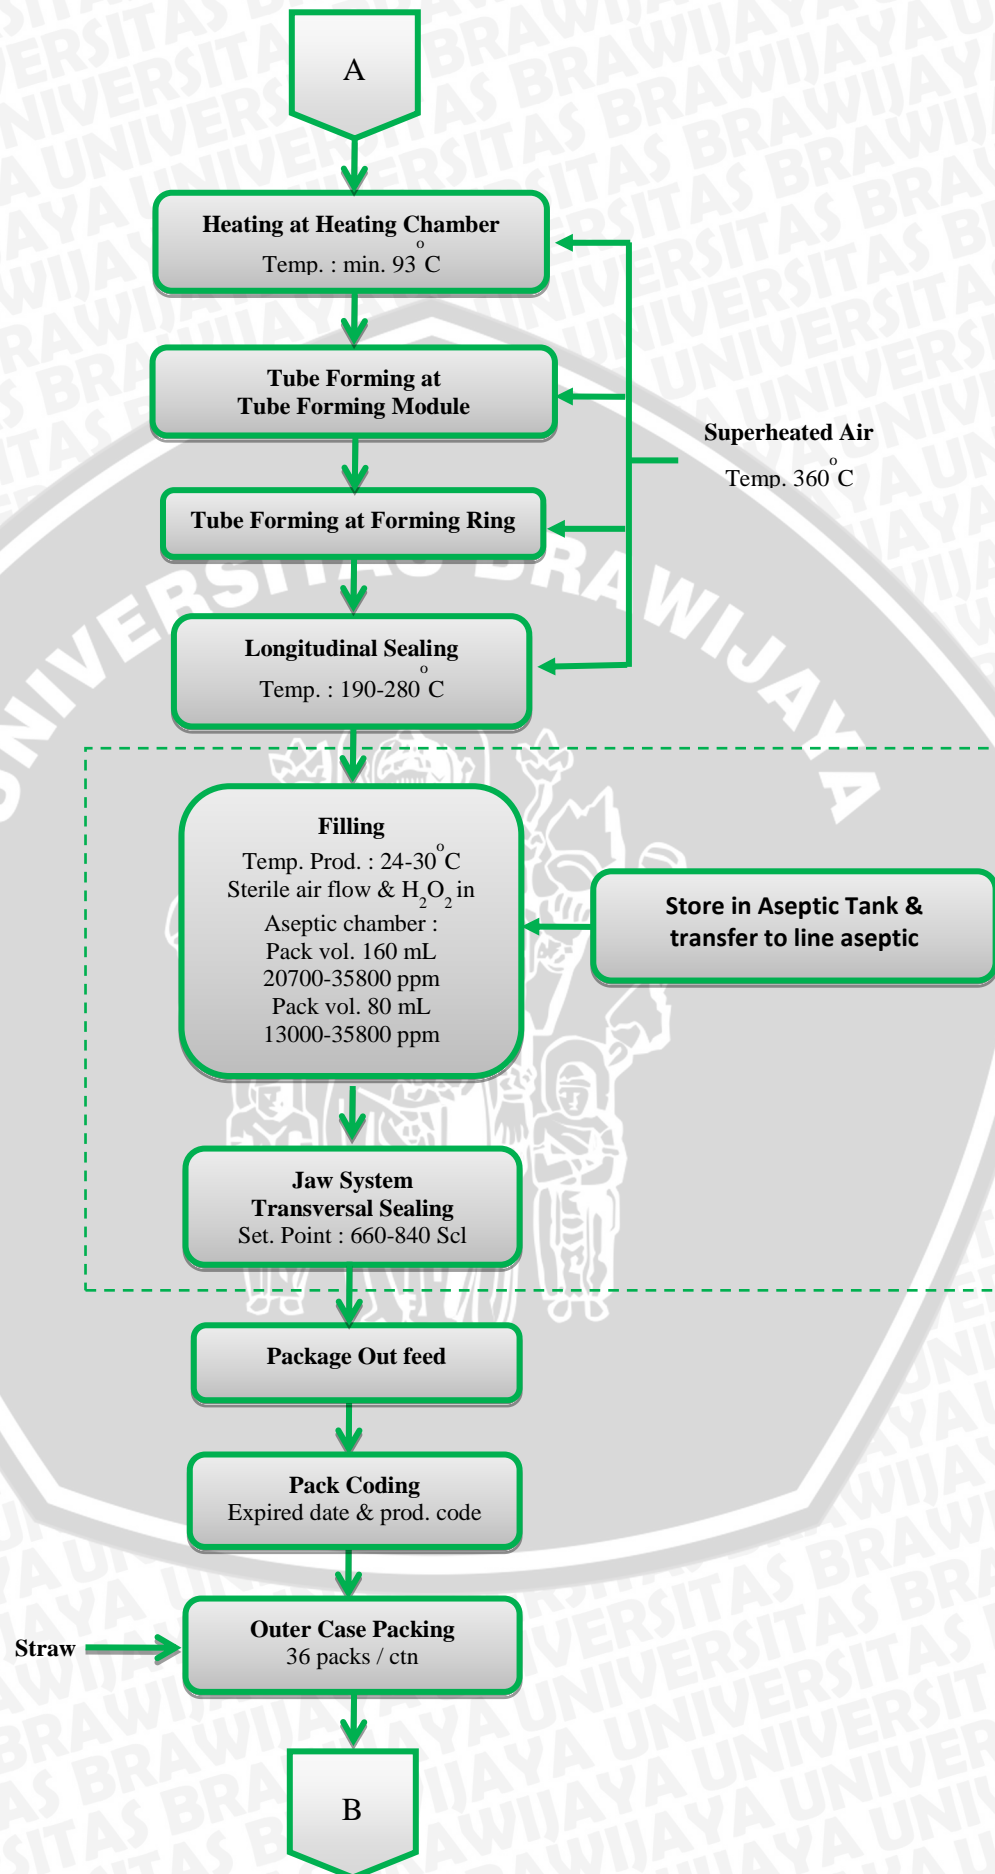 A
Heating at Heating Chamber
Temp. : min. 93°C
Tube Forming at
Tube Forming Module
Superheated Air
Temp. 360°C
Tube Forming at Forming Ring
Longitudinal Sealing
Temp. : 190-280°C
Filling
Temp. Prod. : 24-30°C
Sterile air flow & H₂O₂ in
Aseptic chamber :
Pack vol. 160 mL
20700-35800 ppm
Pack vol. 80 mL
13000-35800 ppm
Store in Aseptic Tank &
transfer to line aseptic
Jaw System
Transversal Sealing
Set. Point : 660-840 Scl
Package Out feed
Pack Coding
Expired date & prod. code
Straw
Outer Case Packing
36 packs / ctn
B
UNIVERSITAS BRAWIJAYA